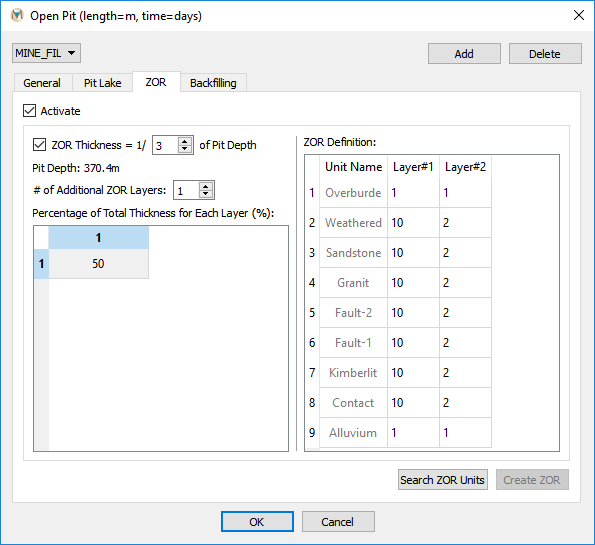 Open Pit (length=m, time=days)
MINE_FIL Add Delete
General Pit Lake ZOR Backfilling
Activate
ZOR Thickness = 1/ 3 of Pit Depth
Pit Depth: 370.4m
# of Additional ZOR Layers: 1
Percentage of Total Thickness for Each Layer (%):
1
1 50
ZOR Definition:
Unit Name Layer#1 Layer#2
1 Overburde 1 1
2 Weathered 10 2
3 Sandstone 10 2
4 Granit 10 2
5 Fault-2 10 2
6 Fault-1 10 2
7 Kimberlit 10 2
8 Contact 10 2
9 Alluvium 1 1
Search ZOR Units Create ZOR
OK Cancel